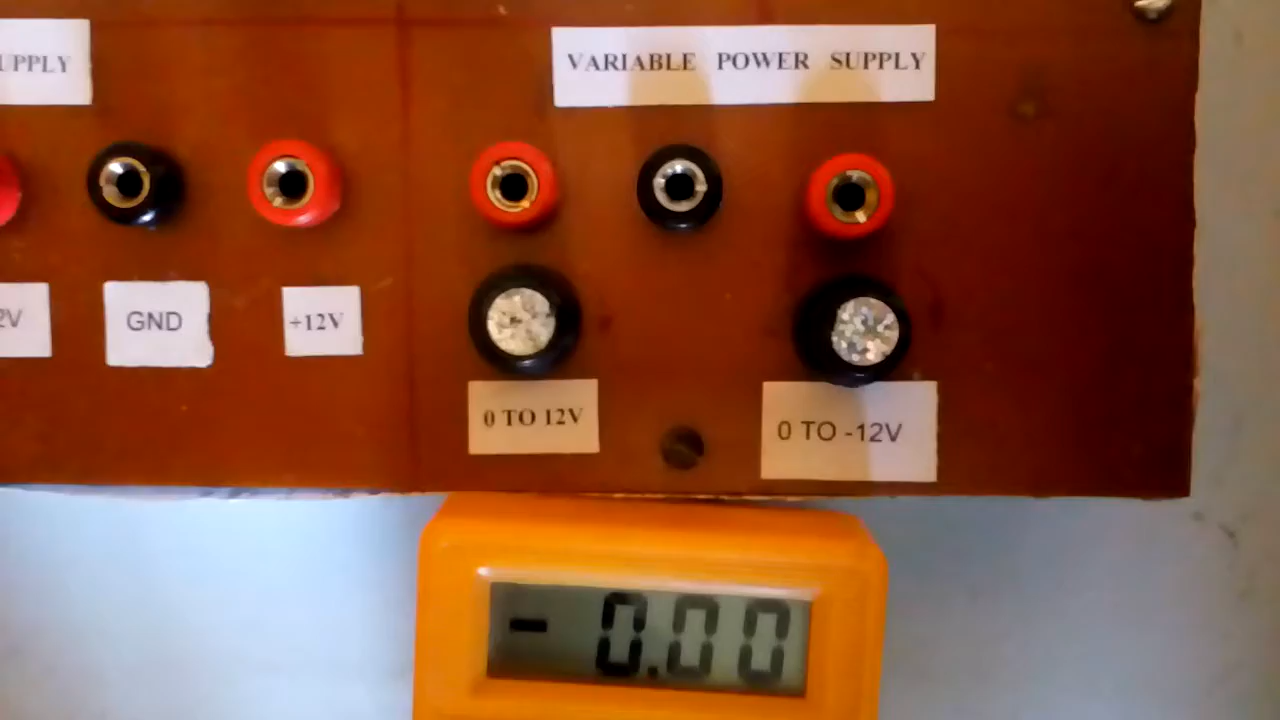 UPPLY
VARIABLE POWER SUPPLY
2V
GND
+12V
0 TO 12V
0 TO -12V
- 0.00